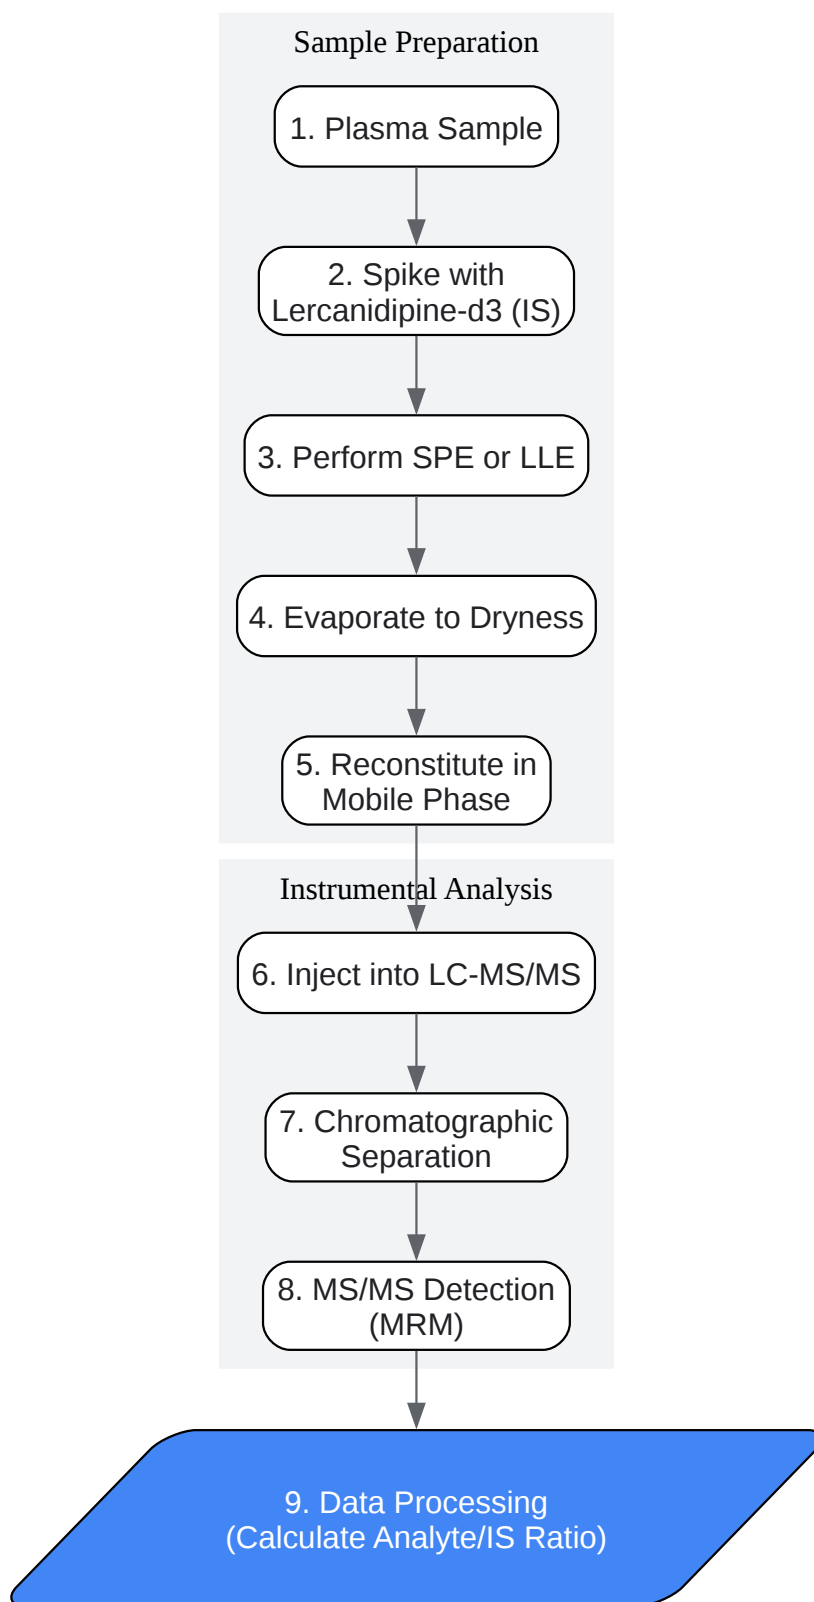 Sample Preparation
1. Plasma Sample
2. Spike with
Lercanidipine-d3 (IS)
3. Perform SPE or LLE
4. Evaporate to Dryness
5. Reconstitute in
Mobile Phase
Instrumental Analysis
6. Inject into LC-MS/MS
7. Chromatographic
Separation
8. MS/MS Detection
(MRM)
9. Data Processing
(Calculate Analyte/IS Ratio)